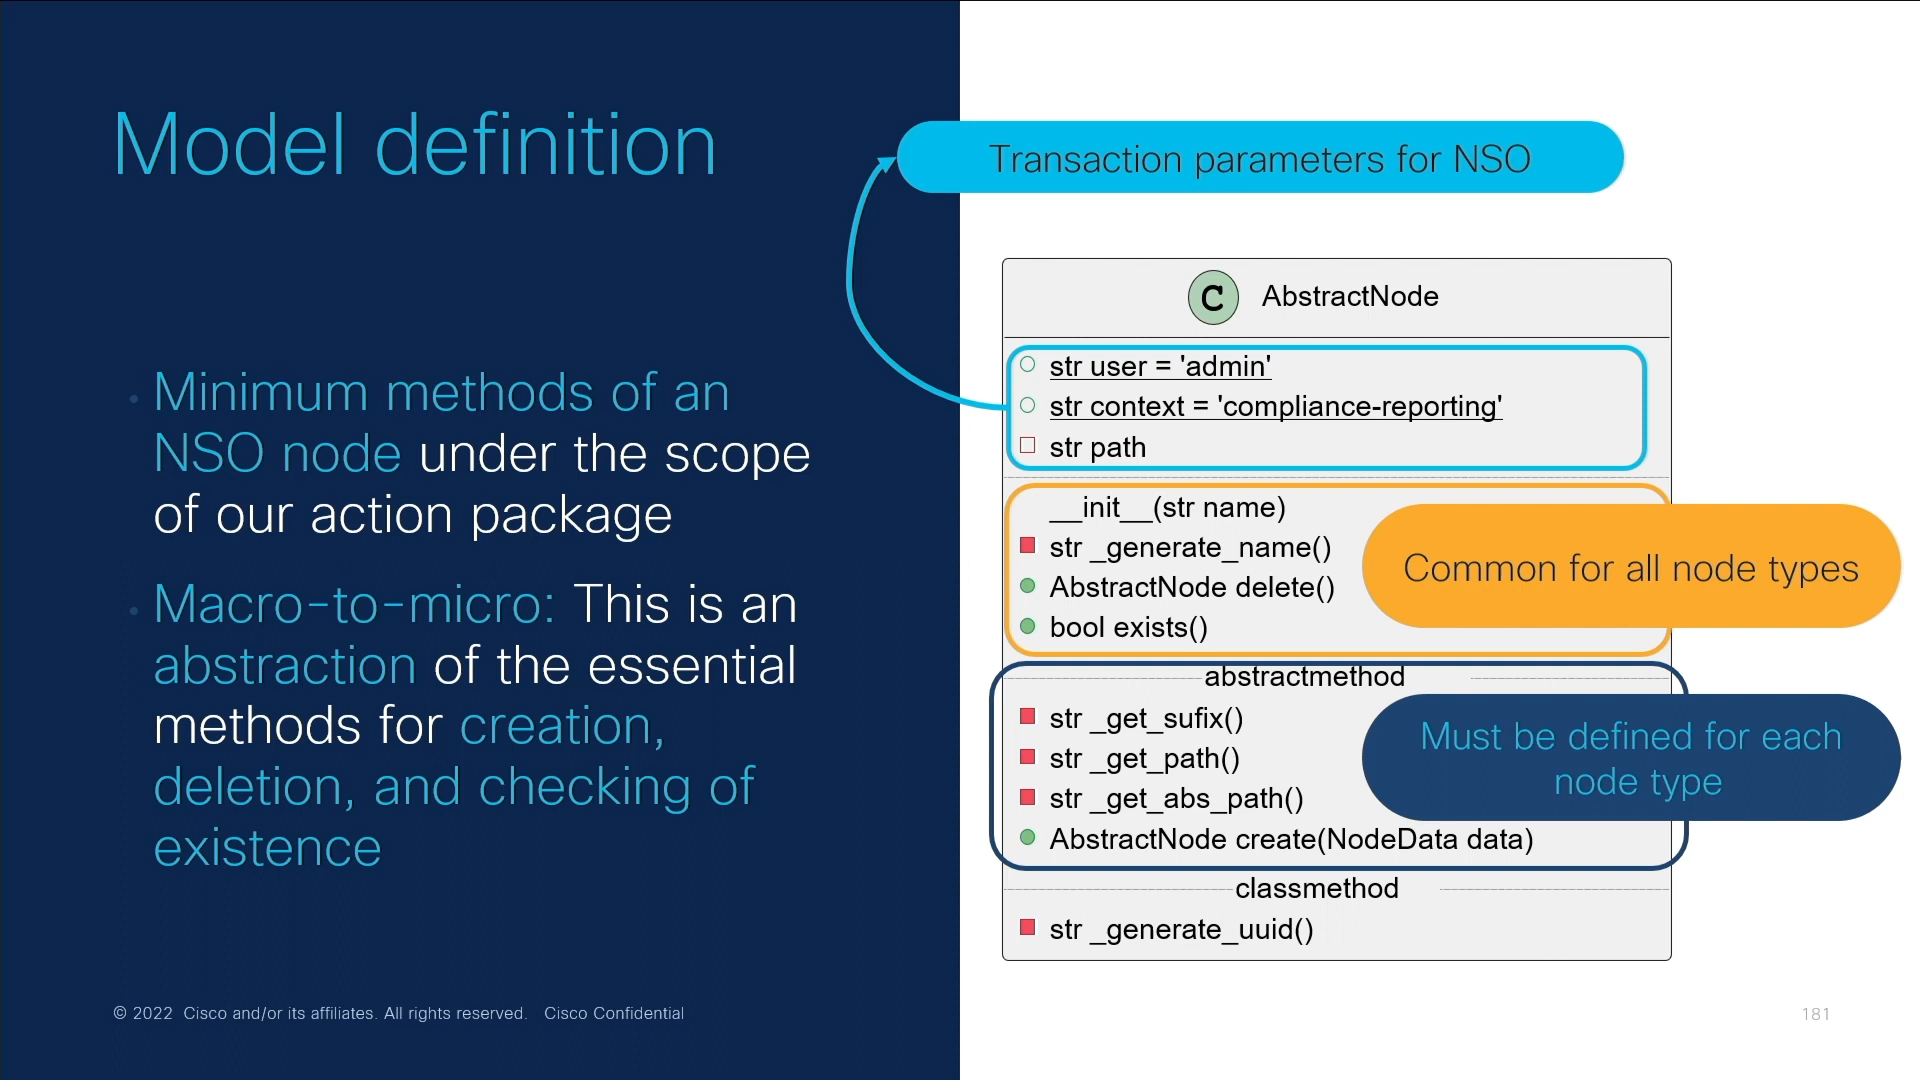 Model definition
Minimum methods of an
NSO node under the scope
of our action package
Macro-to-micro: This is an
abstraction of the essential
methods for creation,
deletion, and checking of
existence
Transaction parameters for NSO
C AbstractNode
str user = 'admin'
str context = 'compliance-reporting'
str path
__init__(str name)
str _generate_name()
AbstractNode delete()
bool exists()
Common for all node types
abstractmethod
str _get_sufix()
str _get_path()
str _get_abs_path()
AbstractNode create(NodeData data)
Must be defined for each
node type
classmethod
str _generate_uuid()
© 2022 Cisco and/or its affiliates. All rights reserved. Cisco Confidential
181